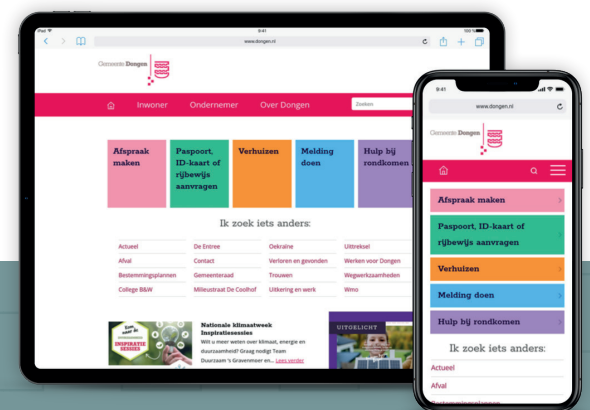 iPad
9:41
100 %
www.dongen.nl
Gemeente Dongen
Inwoner
Ondernemer
Over Dongen
Zoeken
Afspraak
maken
Paspoort,
ID-kaart of
rijbewijs
aanvragen
Verhuizen
Melding
doen
Hulp bij
rondkomen
Ik zoek iets anders:
Actueel
De Entree
Oekraïne
Uittreksel
Afval
Contact
Verloren en gevonden
Werken voor Dongen
Bestemmingsplannen
Gemeenteraad
Trouwen
Wegwerkzaamheden
College B&W
Milieustraat De Coolhof
Uitkering en werk
Wmo
Kom
naar de
INSPIRATIE
SESSIES
Nationale klimaatweek
Inspiratiesessies
Wilt u meer weten over klimaat, energie en
duurzaamheid? Graag nodigt Team
Duurzaam 's Gravenmoer en... Lees verder
UITGELICHT
9:41
www.dongen.nl
Gemeente Dongen
Afspraak maken
Paspoort, ID-kaart of
rijbewijs aanvragen
Verhuizen
Melding doen
Hulp bij rondkomen
Ik zoek iets anders:
Actueel
Afval
Bestemmingsplannen